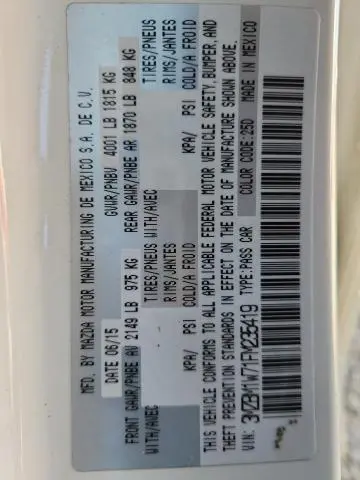 MFD. BY MAZDA MOTOR MANUFACTURING DE MEXICO S.A. DE C.V.
DATE 06/15 GVWR/PNBV 4001 LB 1815 KG
FRONT GAWR/PNBE AV 2149 LB 975 KG REAR GAWR/PNBE AR 1870 LB 848 KG
WITH/AVEC TIRES/PNEUS WITH/AVEC TIRES/PNEUS
RIMS/JANTES RIMS/JANTES
KPA/ PSI COLD/A FROID KPA/ PSI COLD/A FROID
THIS VEHICLE CONFORMS TO ALL APPLICABLE FEDERAL MOTOR VEHICLE SAFETY, BUMPER, AND
THEFT PREVENTION STANDARDS IN EFFECT ON THE DATE OF MANUFACTURE SHOWN ABOVE.
VIN: 3MZBM1W71FM235419 TYPE:PASS CAR COLOR CODE:25D MADE IN MEXICO